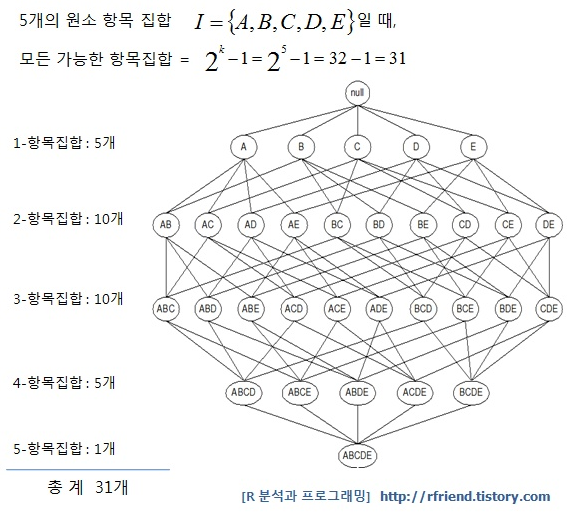 5개의 원소 항목 집합 I = {A, B, C, D, E} 일 때,
모든 가능한 항목집합 = 2^k − 1 = 2^5 − 1 = 32 − 1 = 31
null
1-항목집합 : 5개
A B C D E
2-항목집합 : 10개
AB AC AD AE BC BD BE CD CE DE
3-항목집합 : 10개
ABC ABD ABE ACD ACE ADE BCD BCE BDE CDE
4-항목집합 : 5개
ABCD ABCE ABDE ACDE BCDE
5-항목집합 : 1개
ABCDE
총 계 31개
[R 분석과 프로그래밍] http://rfriend.tistory.com